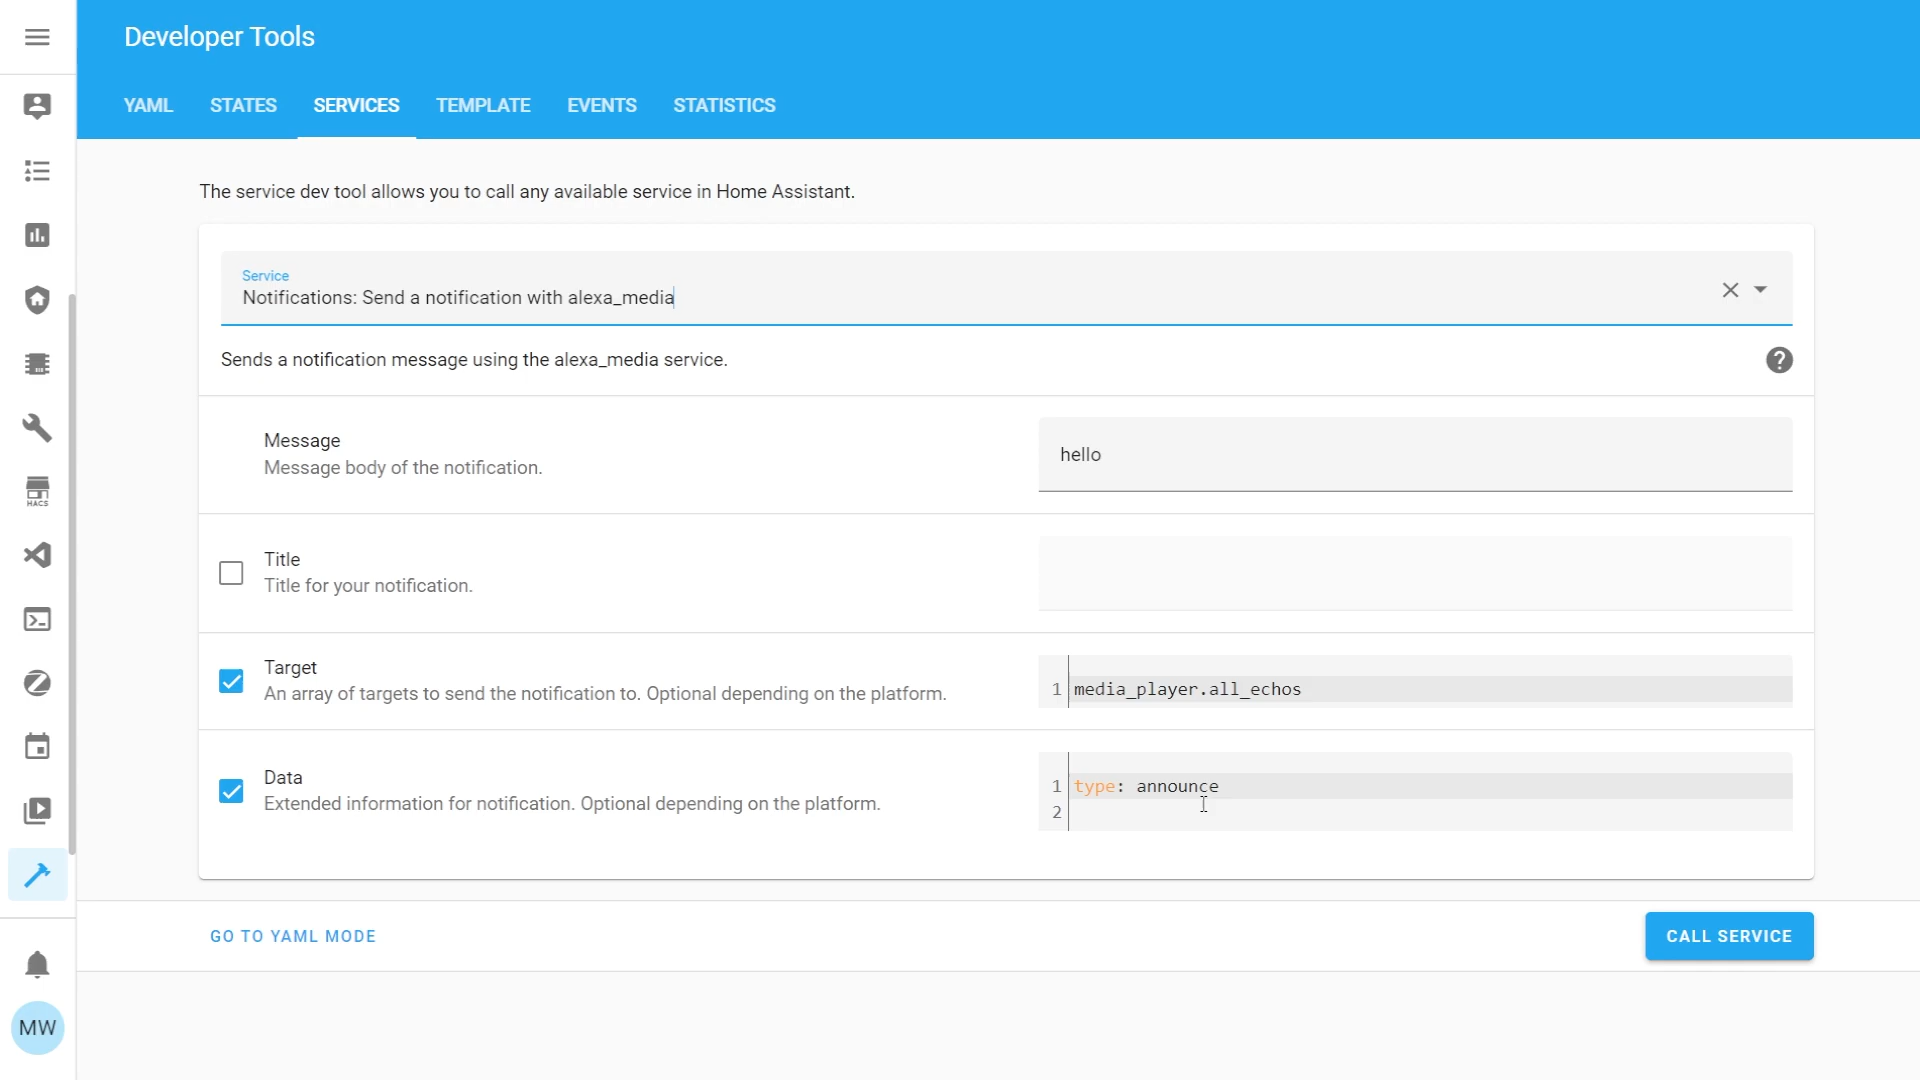 Developer Tools
YAML STATES SERVICES TEMPLATE EVENTS STATISTICS
The service dev tool allows you to call any available service in Home Assistant.
Service
Notifications: Send a notification with alexa_media
Sends a notification message using the alexa_media service.
Message
Message body of the notification.
hello
Title
Title for your notification.
Target
An array of targets to send the notification to. Optional depending on the platform.
1 media_player.all_echos
Data
Extended information for notification. Optional depending on the platform.
1 type: announce
2
HACS
GO TO YAML MODE
CALL SERVICE
MW